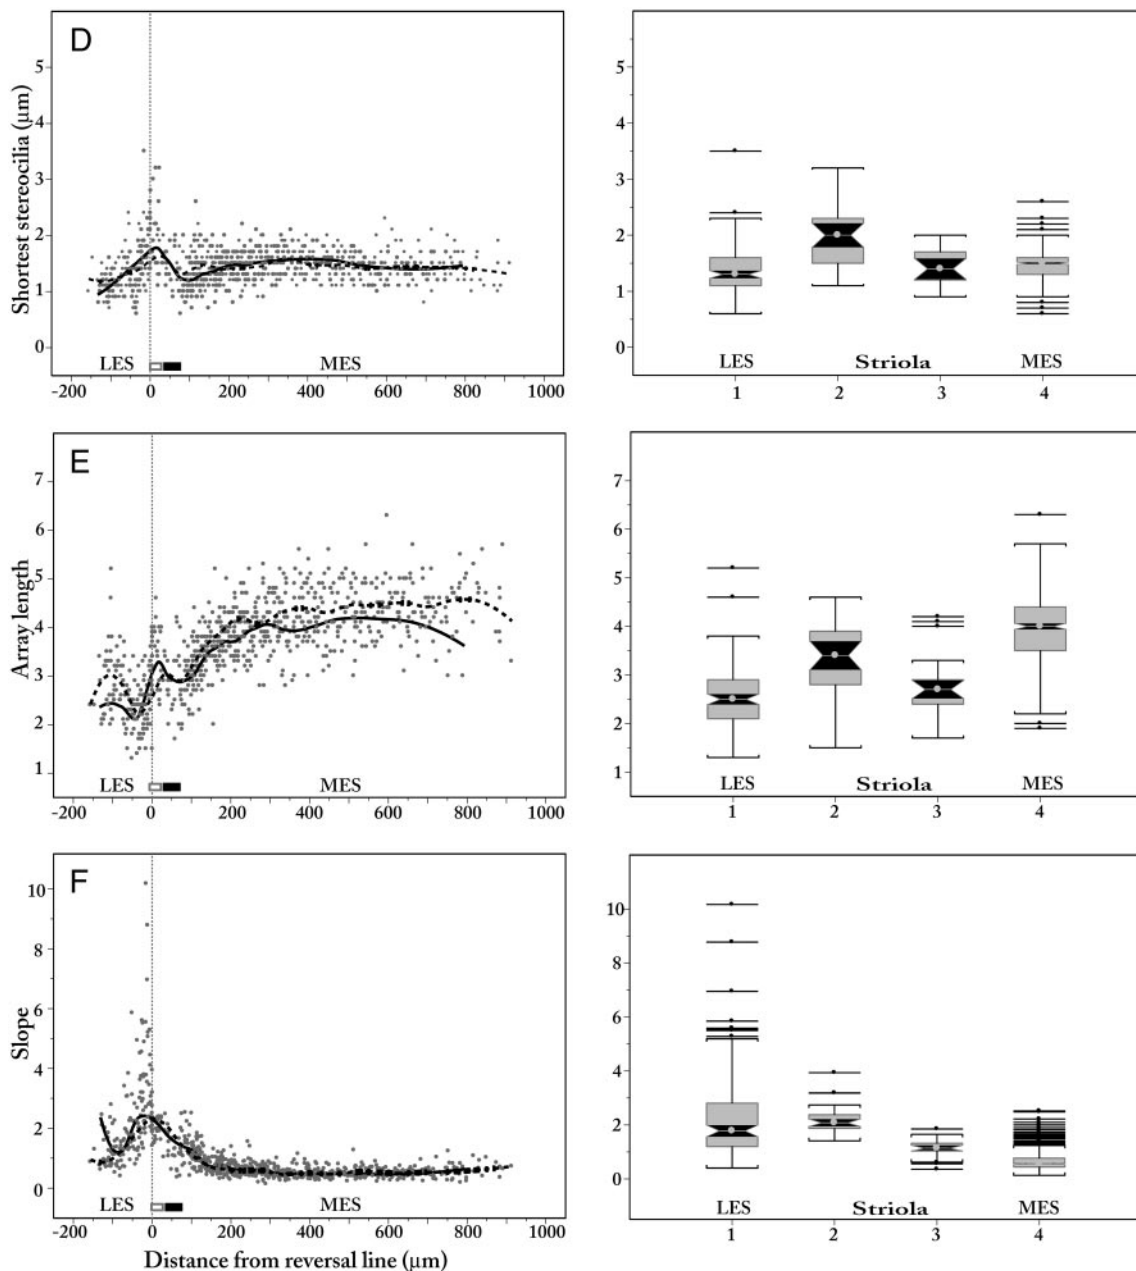 D
Shortest stereocilia (μm)
5
4
3
2
1
0
LES MES
-200 0 200 400 600 800 1000
5
4
3
2
1
0
LES Striola MES
1 2 3 4
E
Array length
7
6
5
4
3
2
1
LES MES
-200 0 200 400 600 800 1000
7
6
5
4
3
2
1
LES Striola MES
1 2 3 4
F
Slope
10
8
6
4
2
0
LES MES
-200 0 200 400 600 800 1000
Distance from reversal line (μm)
10
8
6
4
2
0
LES Striola MES
1 2 3 4